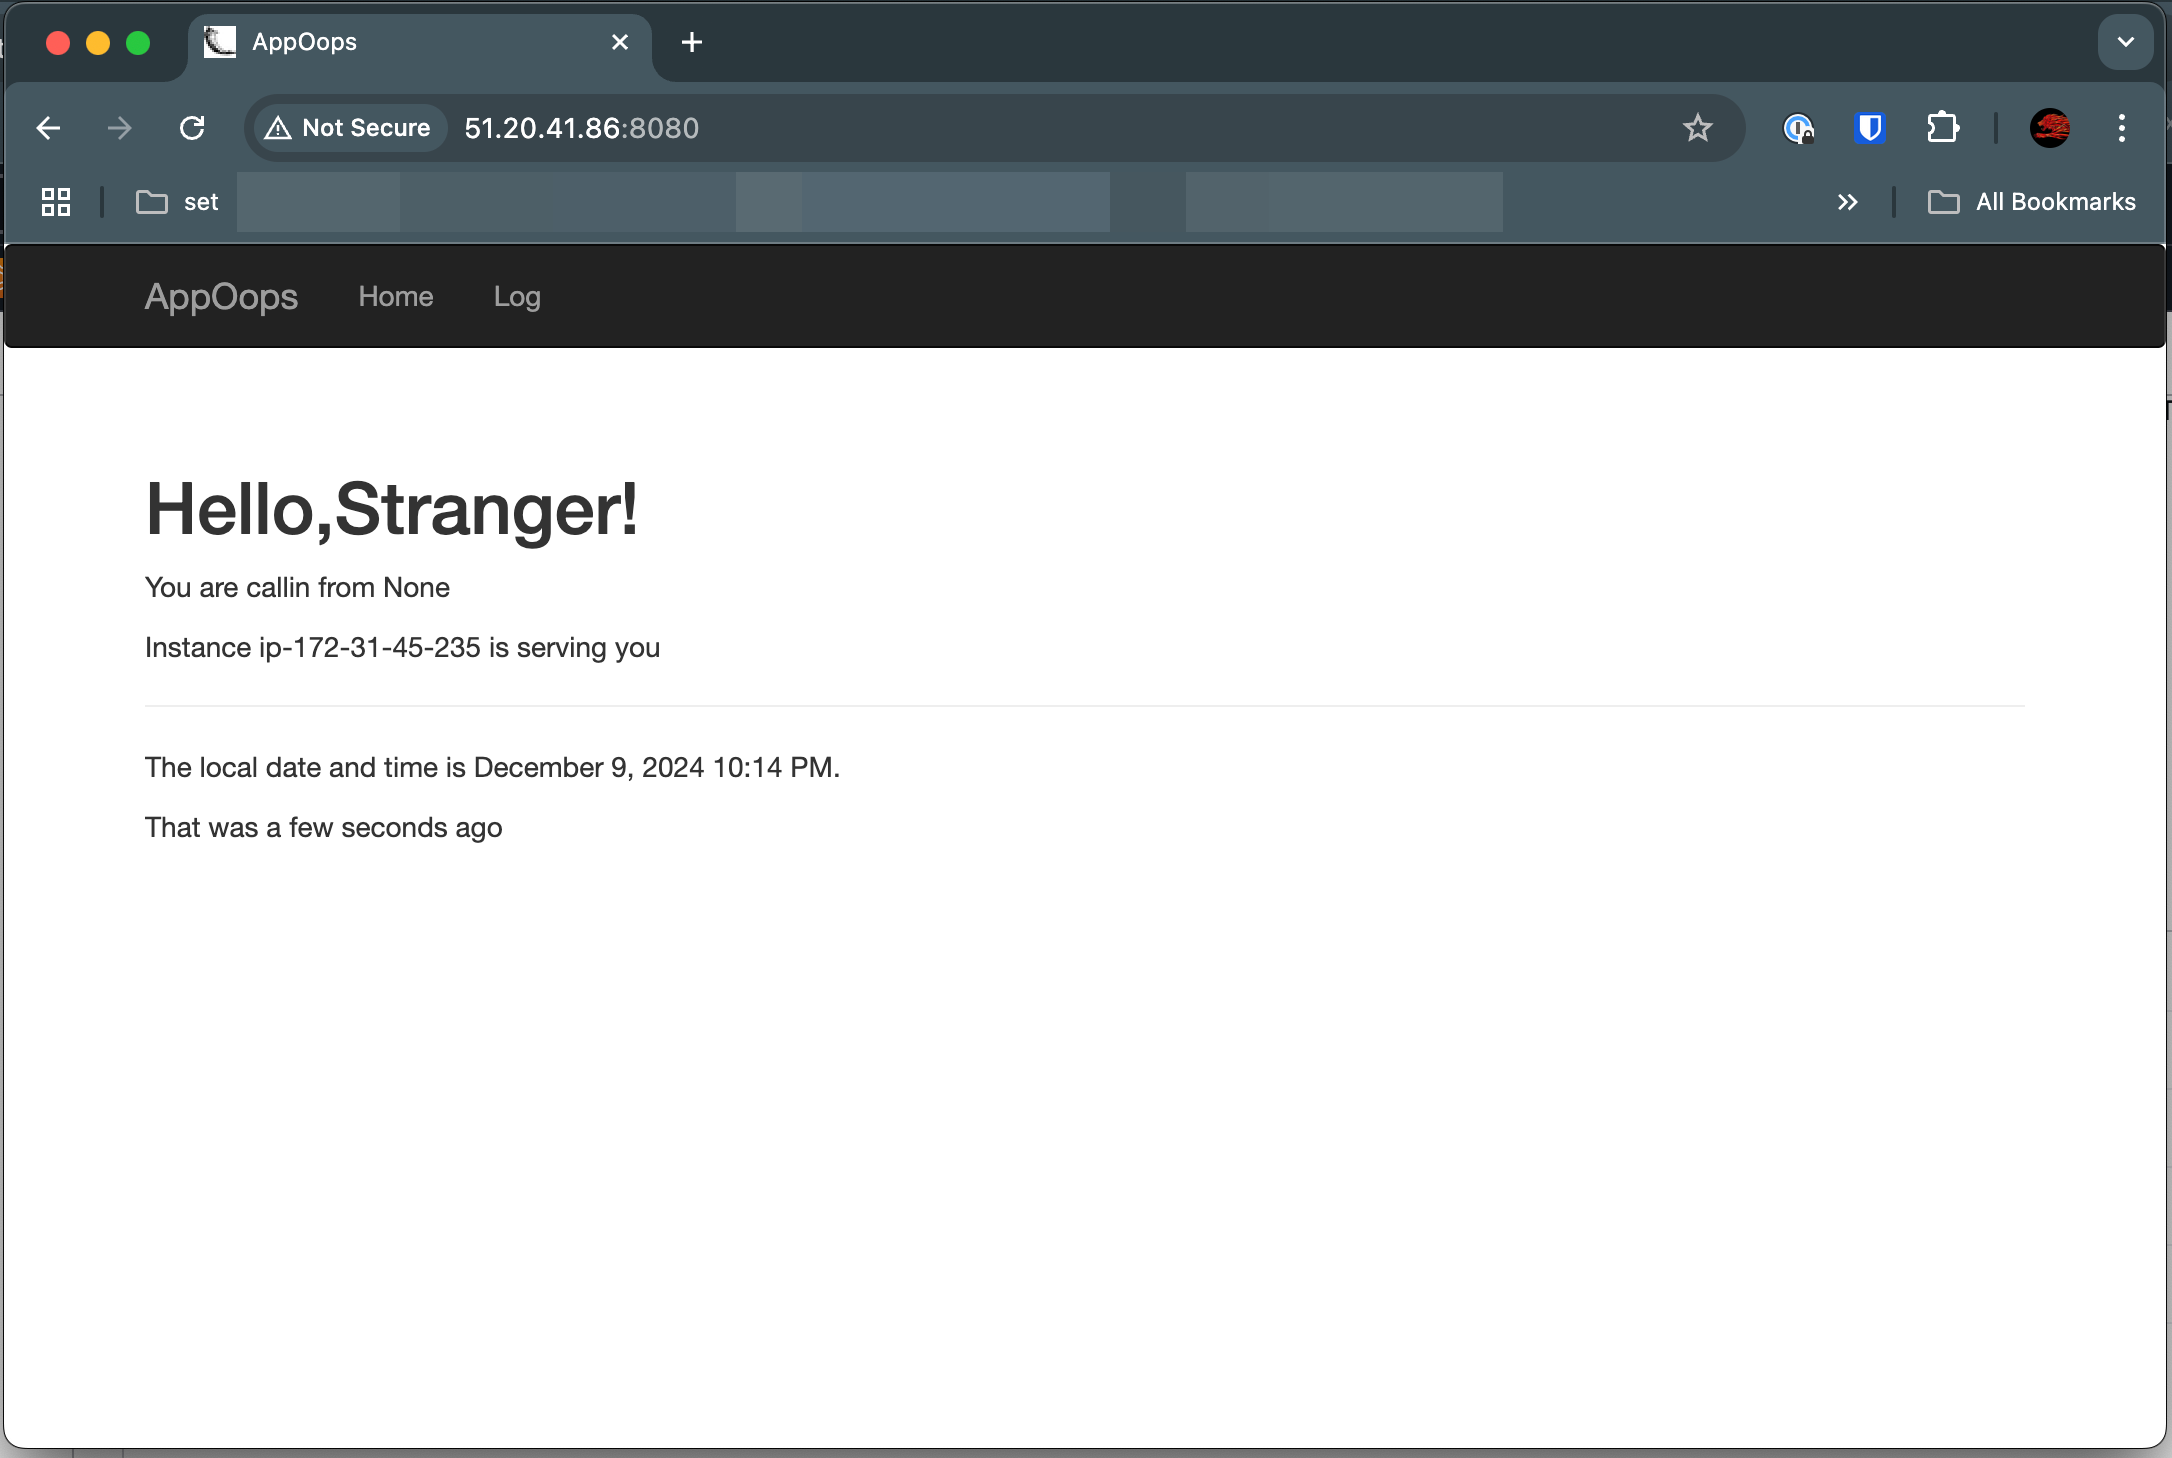 AppOops
Not Secure 51.20.41.86:8080
set All Bookmarks
AppOops Home Log
Hello,Stranger!
You are callin from None
Instance ip-172-31-45-235 is serving you
The local date and time is December 9, 2024 10:14 PM.
That was a few seconds ago